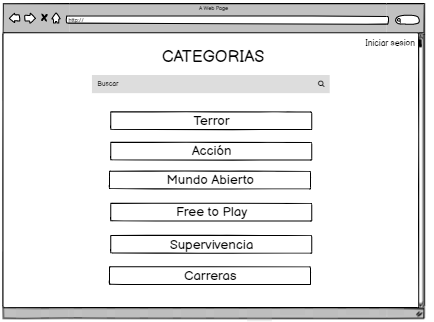 A Web Page
http://
Iniciar sesion
CATEGORIAS
Buscar
Terror
Acción
Mundo Abierto
Free to Play
Supervivencia
Carreras